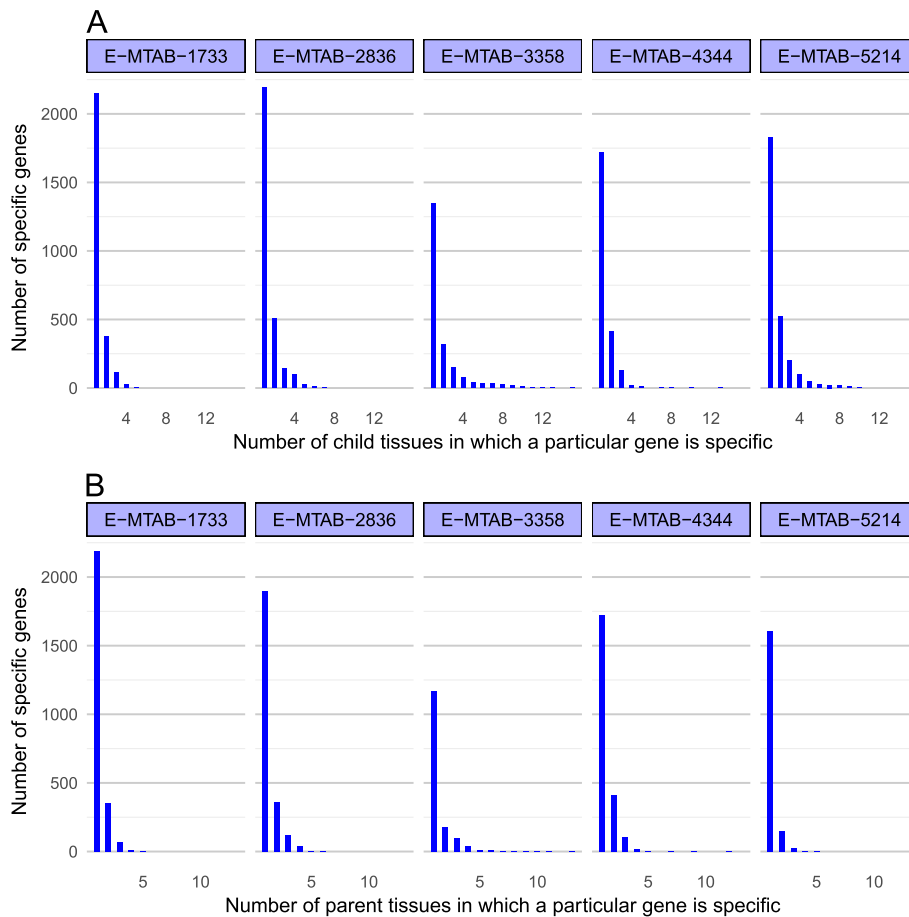 A
E−MTAB−1733 E−MTAB−2836 E−MTAB−3358 E−MTAB−4344 E−MTAB−5214
Number of specific genes
2000
1500
1000
500
0
4 8 12 4 8 12 4 8 12 4 8 12 4 8 12
Number of child tissues in which a particular gene is specific
B
E−MTAB−1733 E−MTAB−2836 E−MTAB−3358 E−MTAB−4344 E−MTAB−5214
Number of specific genes
2000
1500
1000
500
0
5 10 5 10 5 10 5 10 5 10
Number of parent tissues in which a particular gene is specific